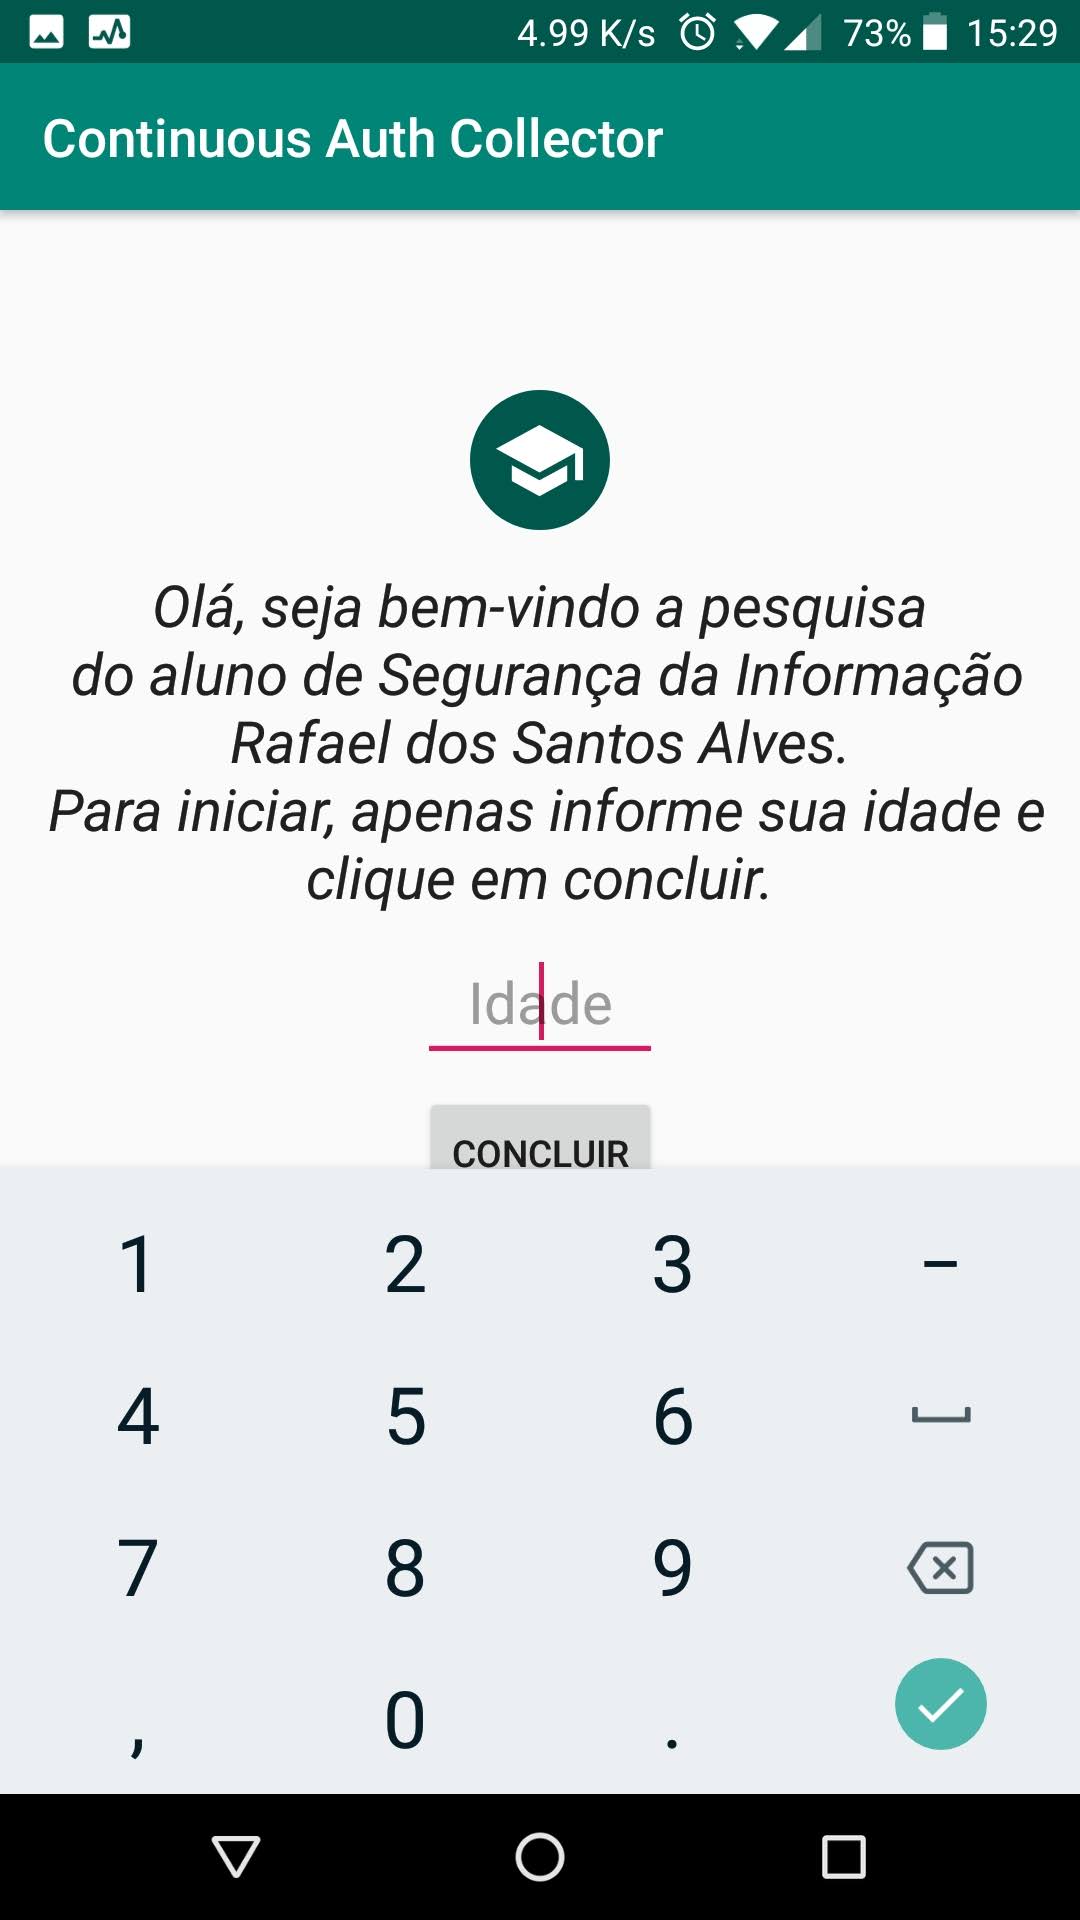 4.99 K/s 73% 15:29
Continuous Auth Collector
Olá, seja bem-vindo a pesquisa
do aluno de Segurança da Informação
Rafael dos Santos Alves.
Para iniciar, apenas informe sua idade e
clique em concluir.
Idade
CONCLUIR
1 2 3 −
4 5 6
7 8 9
, 0 .